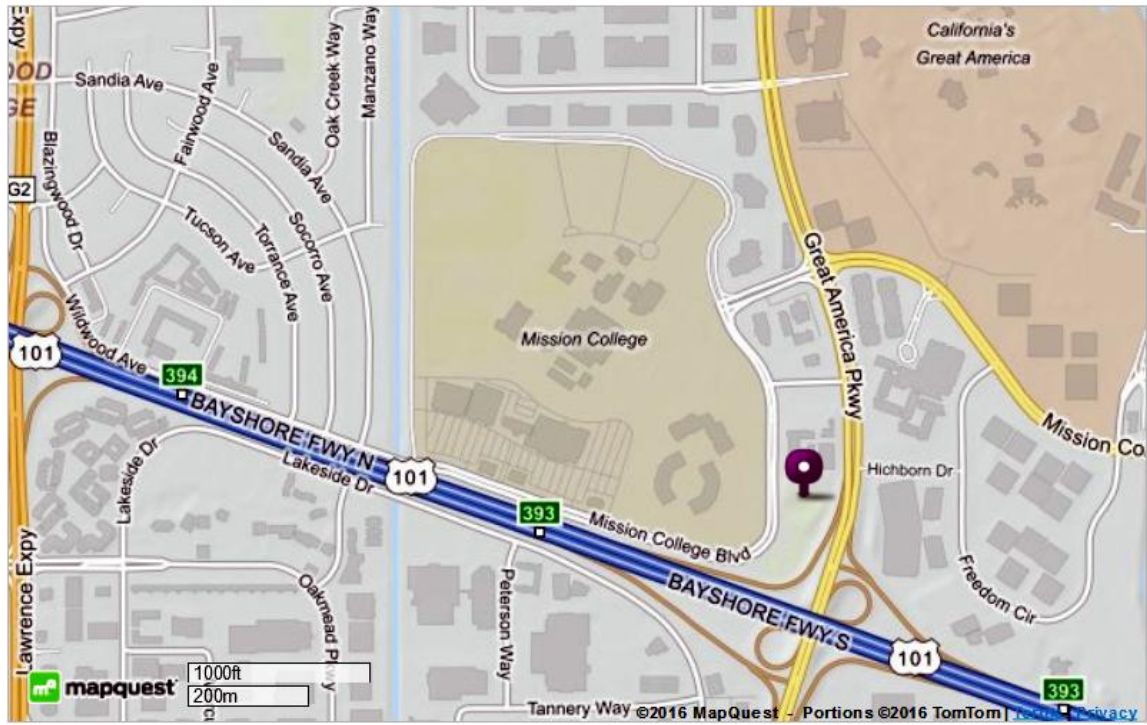 Expy
California's
Great America
OOD
GE
Sandia Ave
Fairwood Ave
Oak Creek Way
Manzano Way
Blazingwood Dr
Sandia Ave
G2
Tucson Ave
Torrance Ave
Socorro Ave
Great America Pkwy
Wildwood Ave
Mission College
101
394
BAYSHORE FWY N
101
Lakeside Dr
Lakeside Dr
Mission Co
Hichborn Dr
393
Mission College Blvd
Lawrence Expy
Oakmead Pkwy
Peterson Way
BAYSHORE FWY S
Freedom Cir
101
1000ft
mapquest
200m
393
Tannery Way
©2016 MapQuest - Portions ©2016 TomTom | Privacy